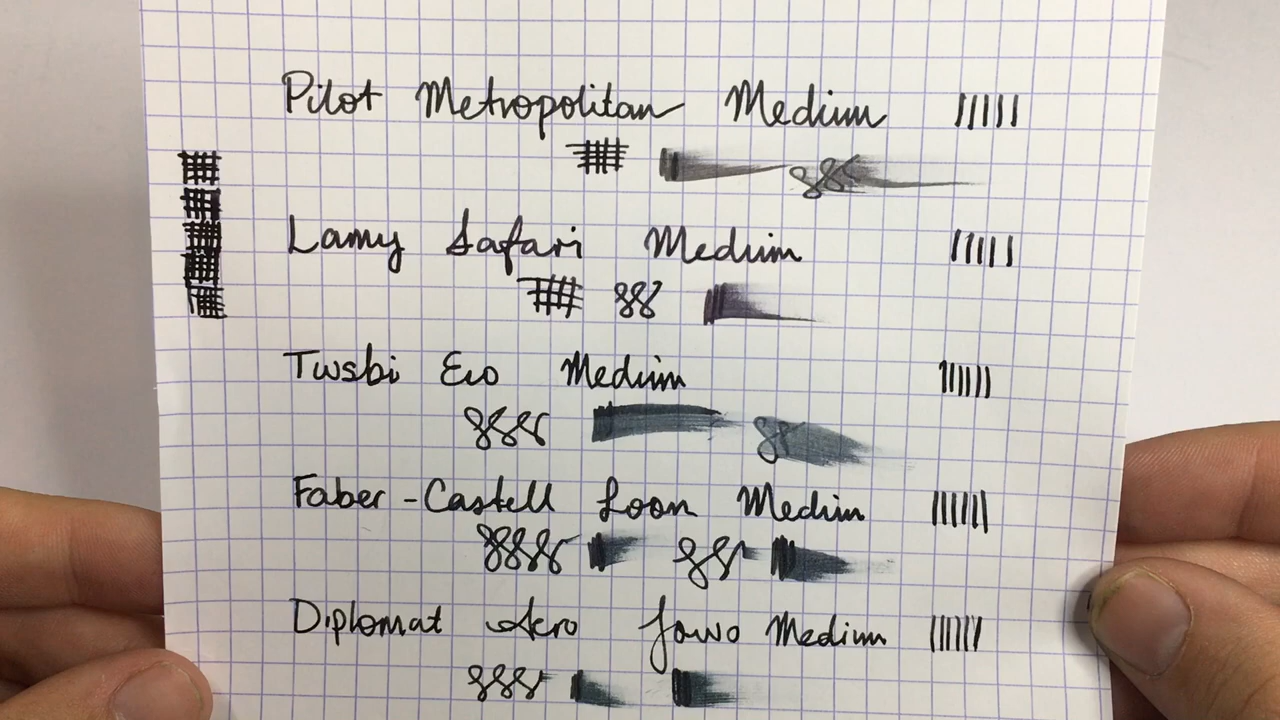 Pilot Metropolitan Medium
Lamy Safari Medium
Twsbi Eco Medium
Faber-Castell Loom Medium
Diplomat Aero Jowo Medium